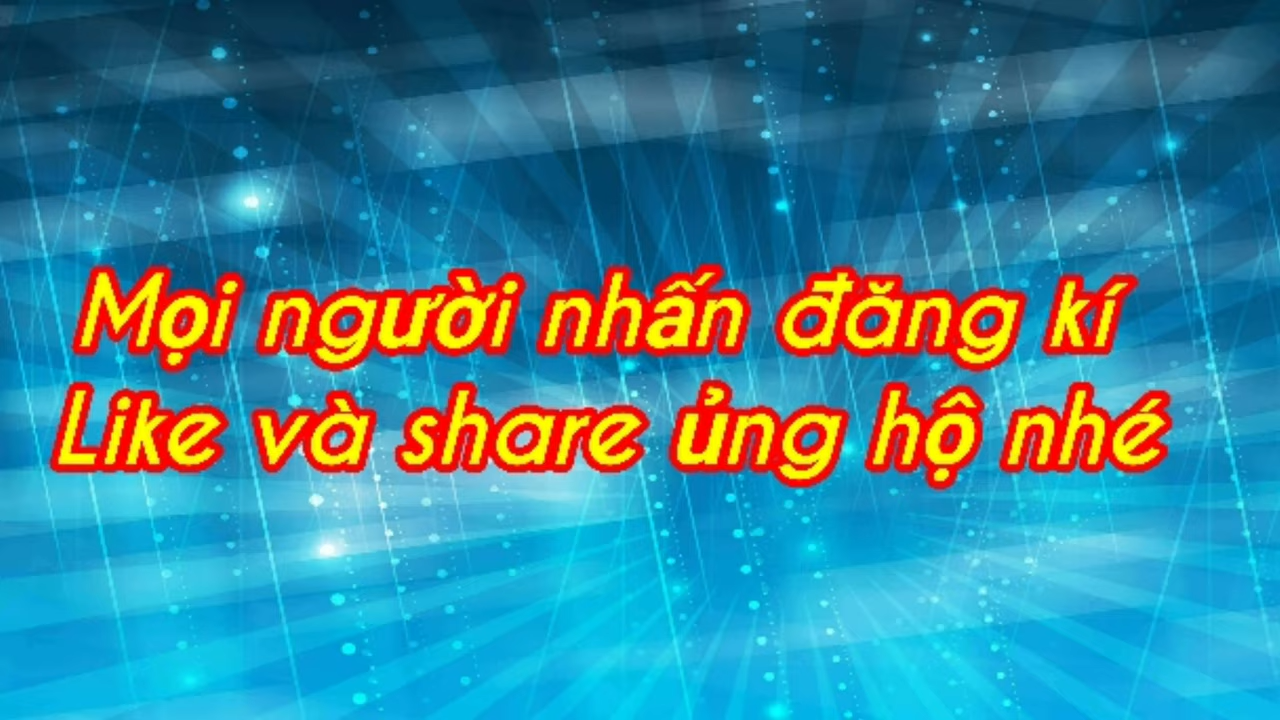 Mọi người nhấn đăng kí
Like và share ủng hộ nhé